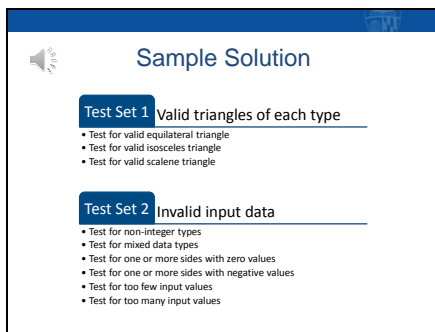 Sample Solution
Test Set 1 Valid triangles of each type
• Test for valid equilateral triangle
• Test for valid isosceles triangle
• Test for valid scalene triangle
Test Set 2 Invalid input data
• Test for non-integer types
• Test for mixed data types
• Test for one or more sides with zero values
• Test for one or more sides with negative values
• Test for too few input values
• Test for too many input values